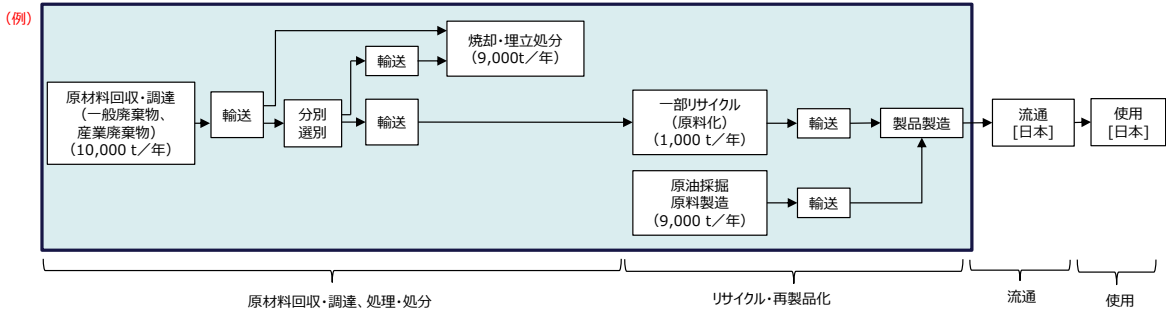 (例)
原材料回収・調達
(一般廃棄物、
産業廃棄物)
(10,000 t/年)
輸送
分別
選別
輸送
輸送
焼却・埋立処分
(9,000t/年)
一部リサイクル
(原料化)
(1,000 t/年)
輸送
製品製造
原油採掘
原料製造
(9,000 t/年)
輸送
流通
[日本]
使用
[日本]
原材料回収・調達、処理・処分
リサイクル・再製品化
流通
使用